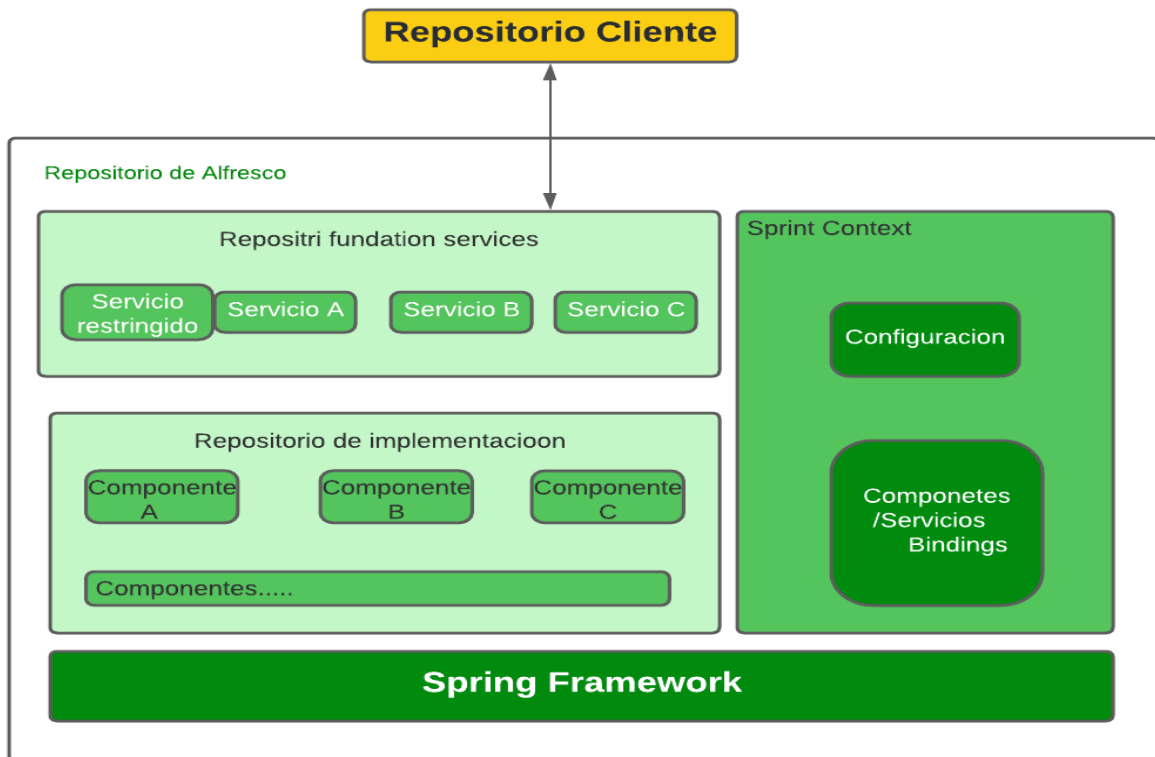 Repositorio Cliente
Repositorio de Alfresco
Repositri fundation services
Servicio
restringido
Servicio A
Servicio B
Servicio C
Sprint Context
Configuracion
Componetes
/Servicios
Bindings
Repositorio de implementacioon
Componente
A
Componente
B
Componente
C
Componentes.....
Spring Framework